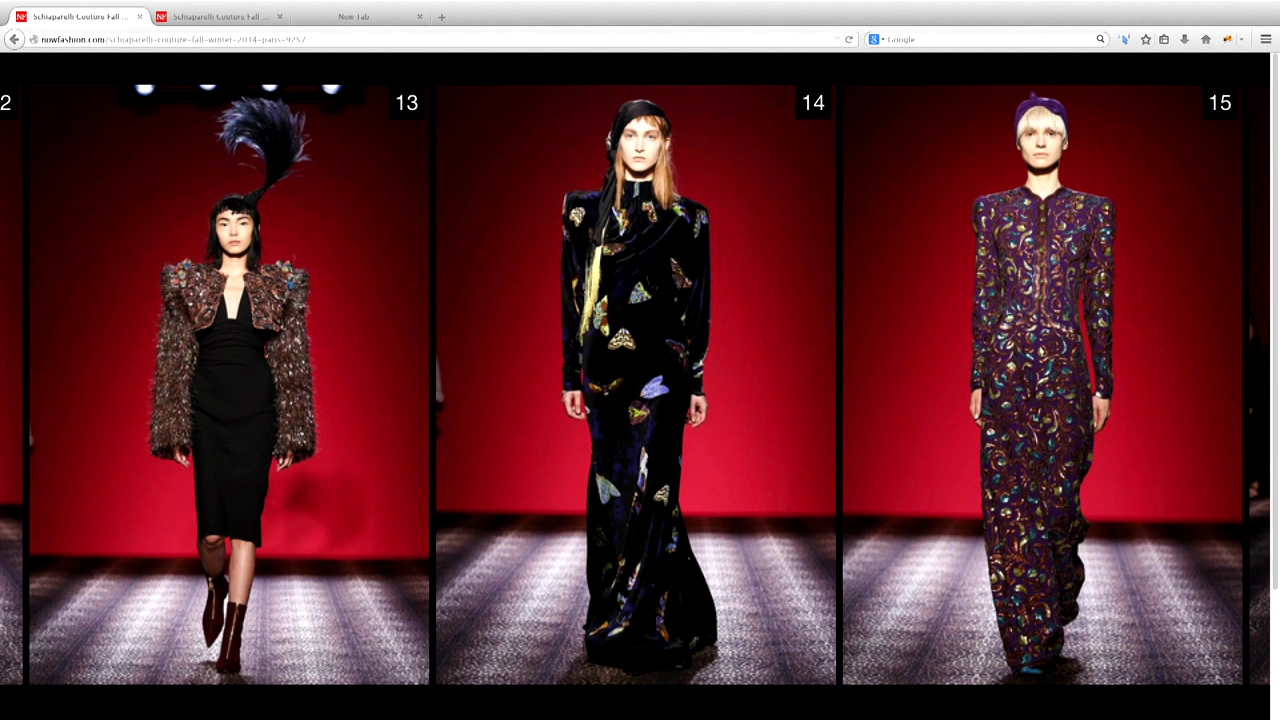 Schiaparelli Couture Fall ...
Schiaparelli Couture Fall ...
New Tab
nowfashion.com/schiaparelli-couture-fall-winter-2014-paris-9257
Google
2
13
14
15